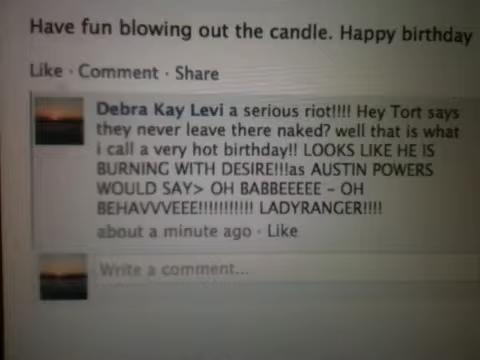 Have fun blowing out the candle. Happy birthday
Like · Comment · Share
Debra Kay Levi a serious riot!!!! Hey Tort says
they never leave there naked? well that is what
i call a very hot birthday!! LOOKS LIKE HE IS
BURNING WITH DESIRE!!!as AUSTIN POWERS
WOULD SAY> OH BABBEEEEE - OH
BEHAVVVEEE!!!!!!!!!!! LADYRANGER!!!!
about a minute ago · Like
Write a comment...